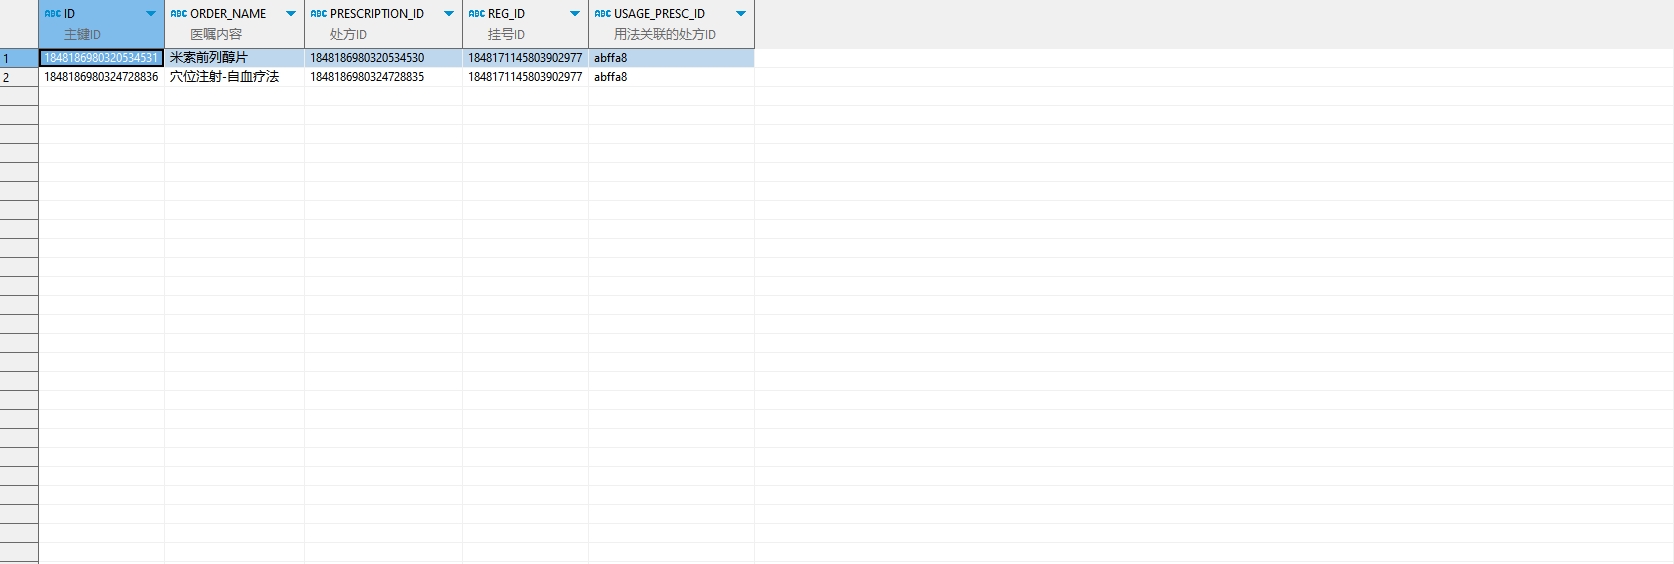 ABC ID ABC ORDER_NAME ABC PRESCRIPTION_ID ABC REG_ID ABC USAGE_PRESC_ID
主键ID 医嘱内容 处方ID 挂号ID 用法关联的处方ID
1 1848186980320534531 米索前列醇片 1848186980320534530 1848171145803902977 abffa8
2 1848186980324728836 穴位注射-自血疗法 1848186980324728835 1848171145803902977 abffa8